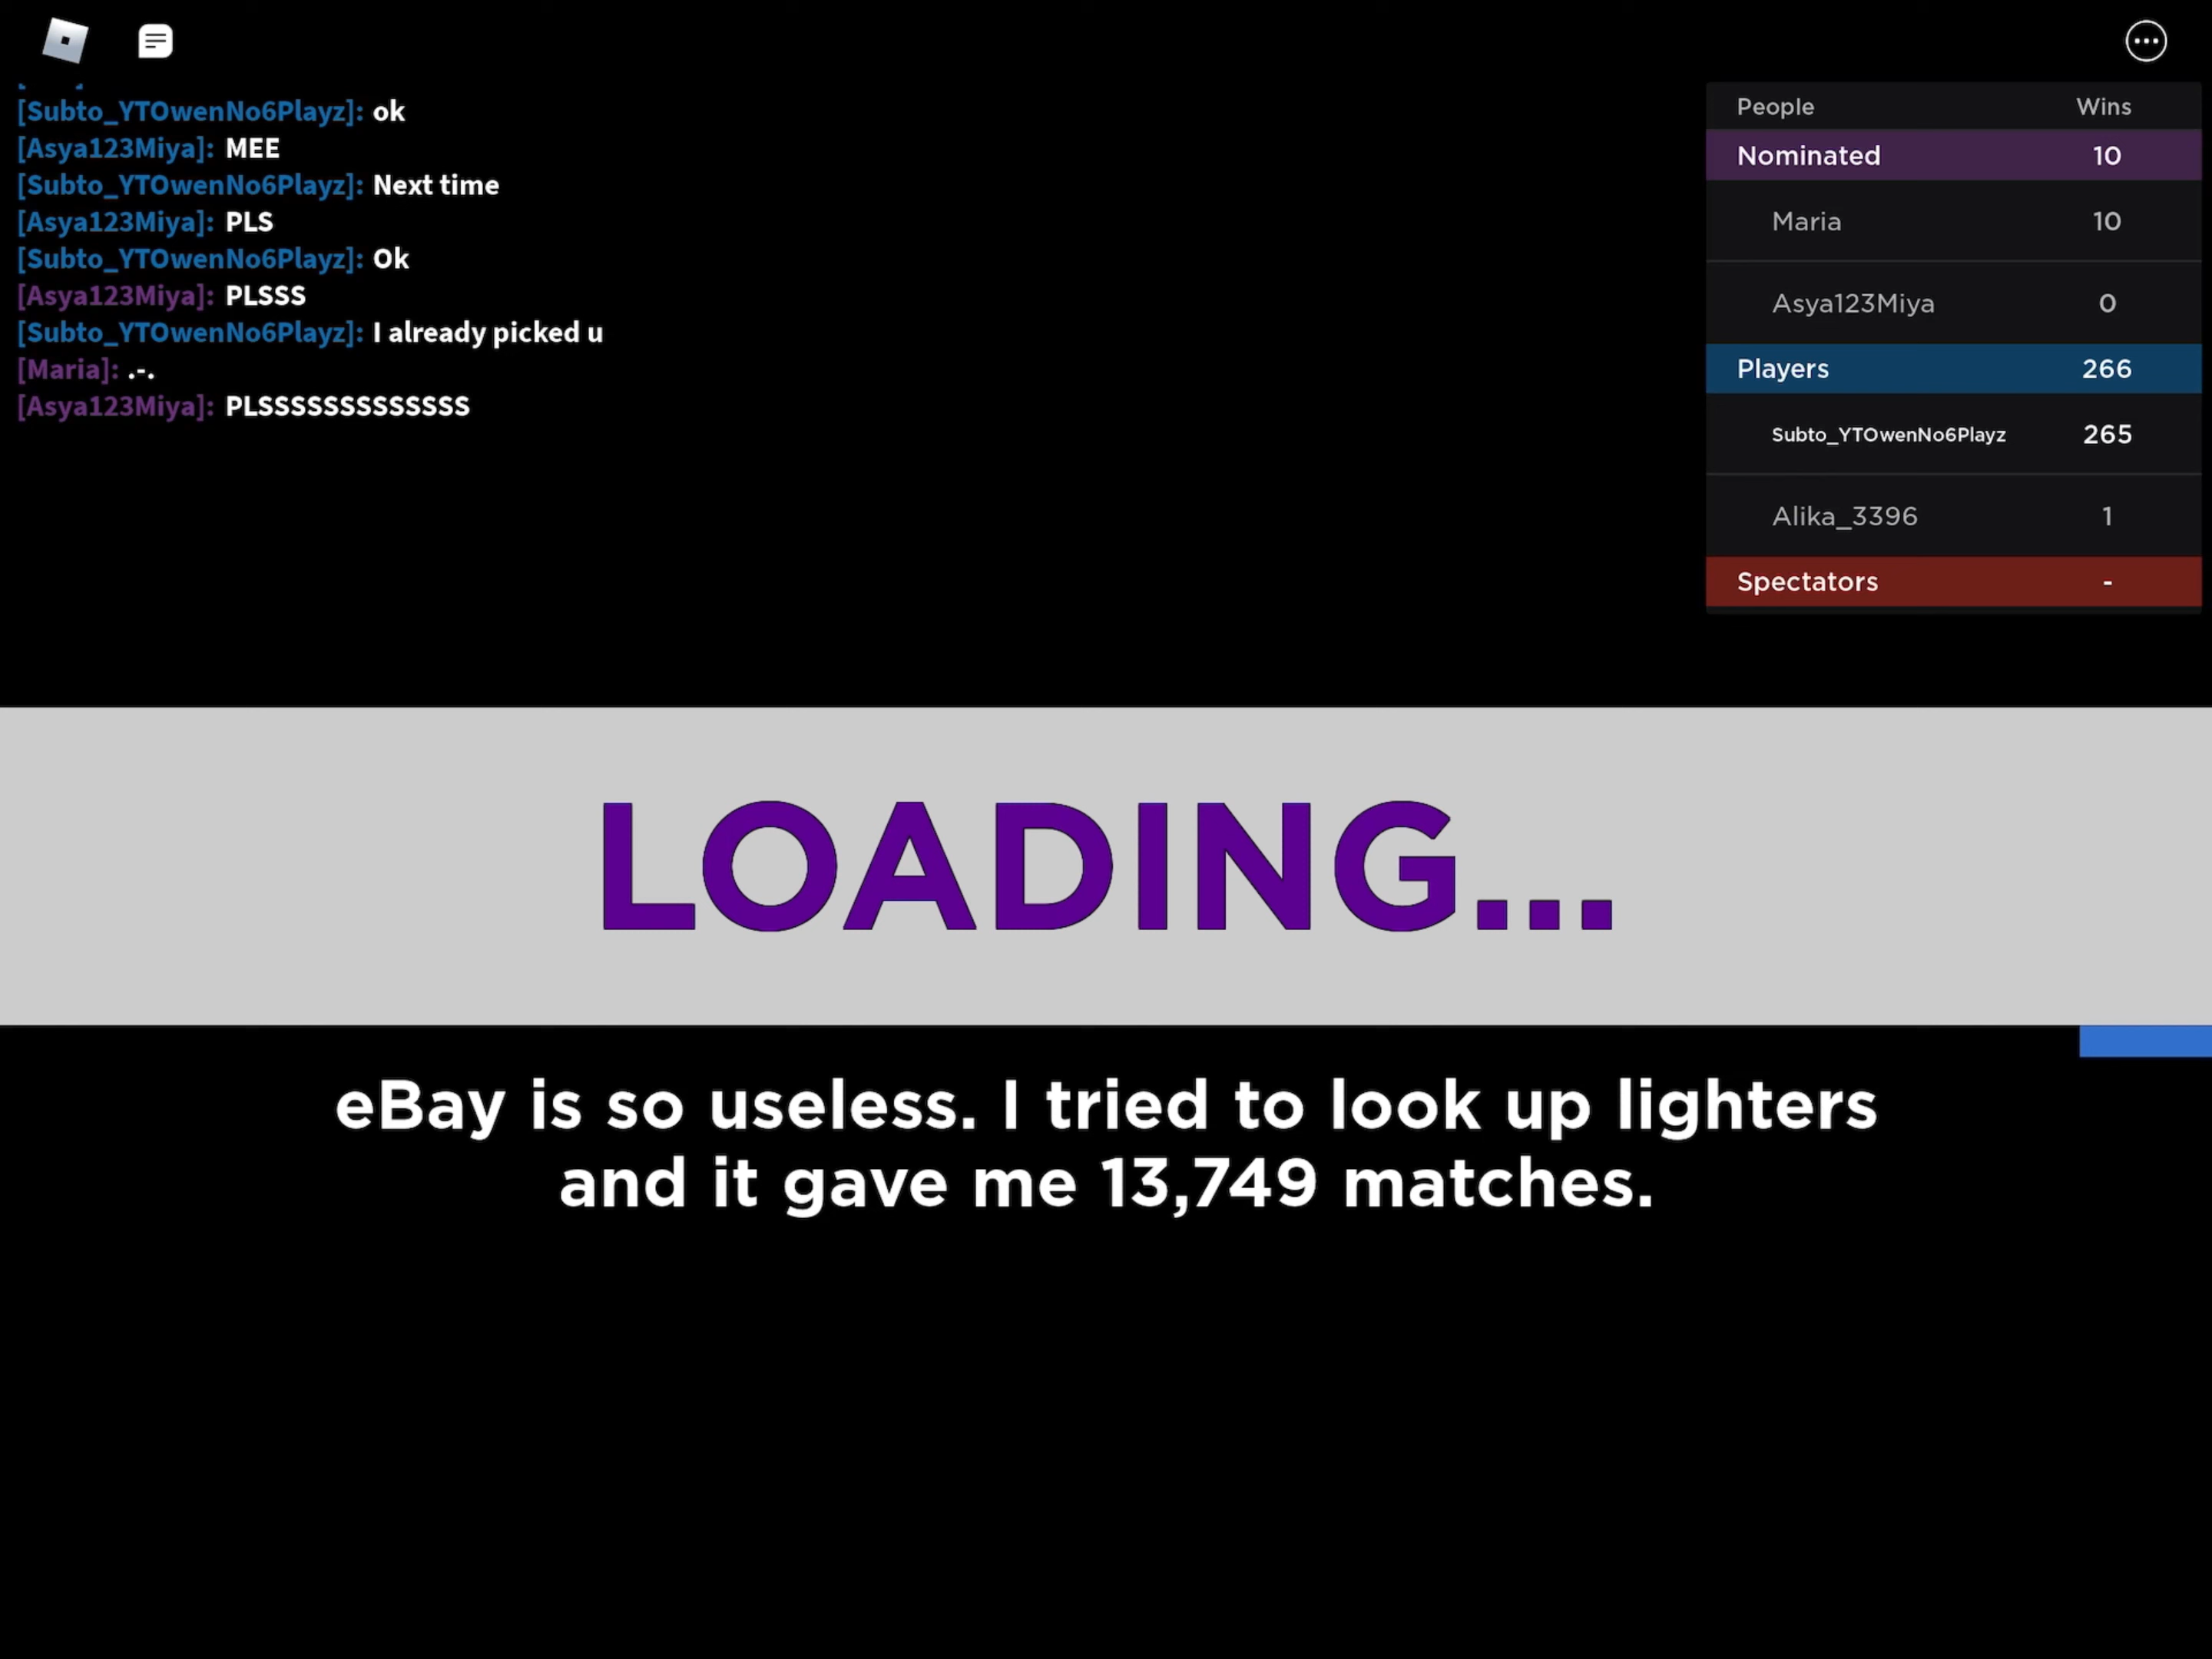 [Subto_YTOwenNo6Playz]: ok
[Asya123Miya]: MEE
[Subto_YTOwenNo6Playz]: Next time
[Asya123Miya]: PLS
[Subto_YTOwenNo6Playz]: Ok
[Asya123Miya]: PLSSS
[Subto_YTOwenNo6Playz]: I already picked u
[Maria]: .-.
[Asya123Miya]: PLSSSSSSSSSSSSS
People Wins
Nominated 10
Maria 10
Asya123Miya 0
Players 266
Subto_YTOwenNo6Playz 265
Alika_3396 1
Spectators -
LOADING...
eBay is so useless. I tried to look up lighters
and it gave me 13,749 matches.